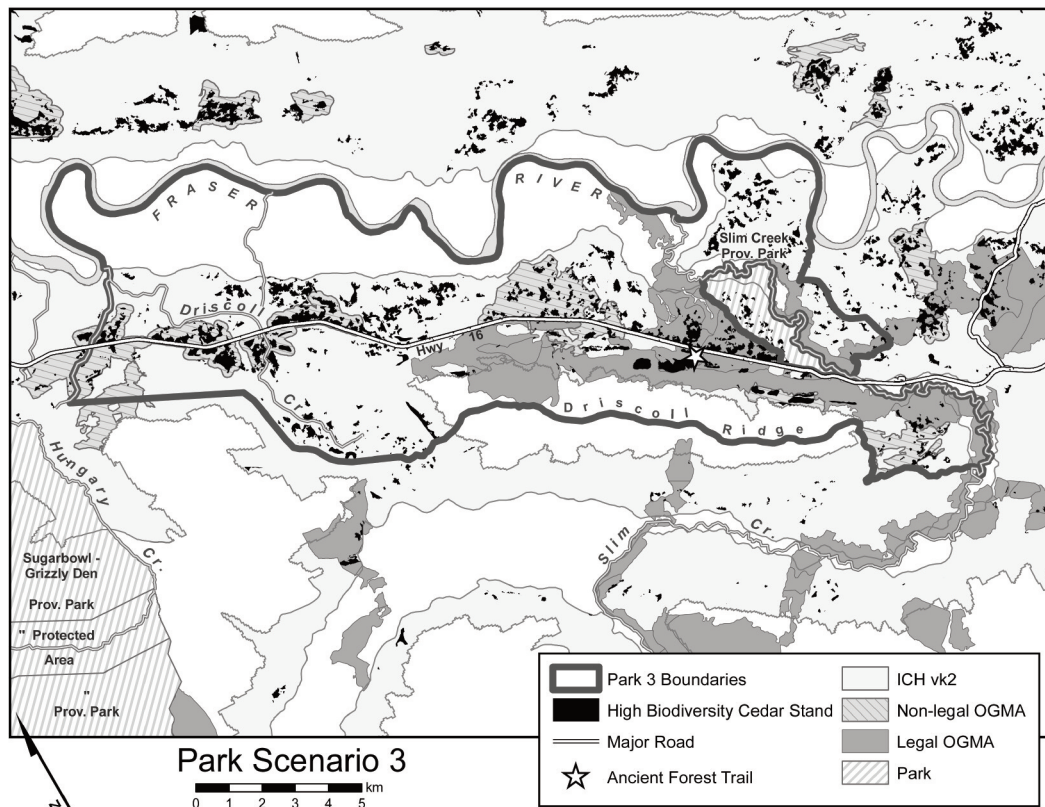 FRASER
RIVER
Slim Creek
Prov. Park
Driscoll
Cr.
Hwy 16
Driscoll
Ridge
Hungary
Cr.
Slim
Cr.
Sugarbowl -
Grizzly Den
Prov. Park
" Protected
Area
"
Prov. Park
Park 3 Boundaries
High Biodiversity Cedar Stand
Major Road
Ancient Forest Trail
ICH vk2
Non-legal OGMA
Legal OGMA
Park
Park Scenario 3
km
0 1 2 3 4 5
N